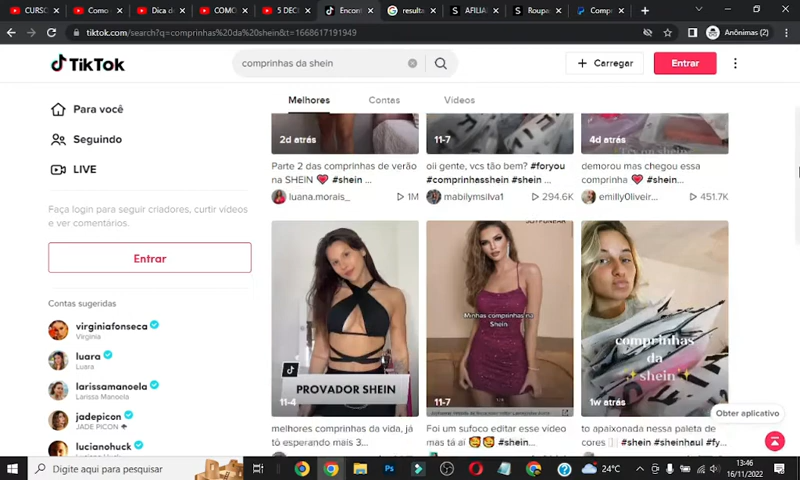 CURSC
Como
Dica de
COMO
5 DECI
Encont
resulta
AFILIA
Roupa
Compr
tiktok.com/search?q=comprinhas%20da%20shein&t=1668617191949
Anônimas (2)
TikTok
comprinhas da shein
Carregar
Entrar
Para você
Seguindo
LIVE
Faça login para seguir criadores, curtir vídeos
e ver comentários.
Entrar
Contas sugeridas
virginiafonseca
Virginia
luara
Luara
larissamanoela
Larissa Manoela
jadepicon
JADE PICON
lucianohuck
Melhores
Contas
Vídeos
2d atrás
11-7
4d atrás
Parte 2 das comprinhas de verão
na SHEIN ❤️ #shein ...
luana.morais_
1M
oii gente, vcs tão bem? #foryou
#comprinhasshein #shein ...
mabilymsilva1
294.6K
demorou mas chegou essa
comprinha ❤️ #shein...
emilly0liveir...
451.7K
PROVADOR SHEIN
11-4
Minhas comprinhas na
Shein
11-7
comprinhas
da
✨shein✨
1w atrás
melhores comprinhas da vida, já
tô esperando mais 3...
Foi um sufoco editar esse vídeo
mas tá aí 🥰🥰 #shein...
to apaixonada nessa paleta de
cores #shein #sheinhaul #fy...
Obter aplicativo
Digite aqui para pesquisar
24°C
13:46
16/11/2022